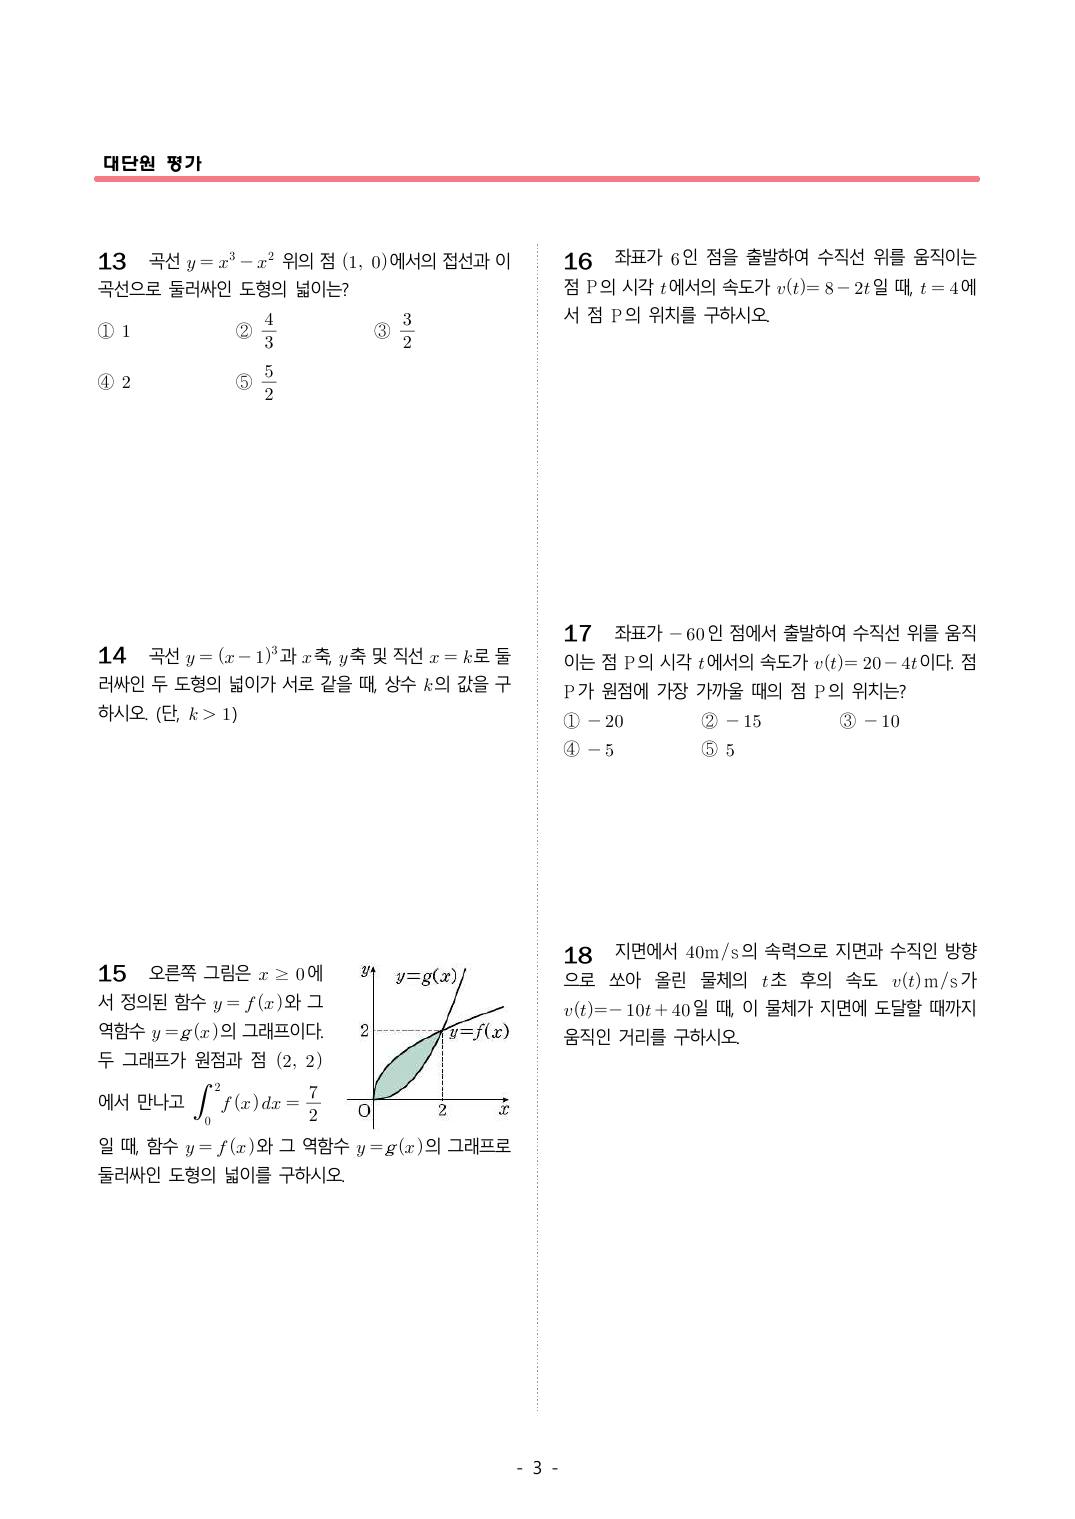 대단원 평가
13 곡선 y = x³ − x² 위의 점 (1, 0)에서의 접선과 이
곡선으로 둘러싸인 도형의 넓이는?
① 1 ② 4/3 ③ 3/2
④ 2 ⑤ 5/2
14 곡선 y = (x − 1)³과 x축, y축 및 직선 x = k로 둘
러싸인 두 도형의 넓이가 서로 같을 때, 상수 k의 값을 구
하시오. (단, k > 1)
15 오른쪽 그림은 x ≥ 0에
서 정의된 함수 y = f(x)와 그
역함수 y = g(x)의 그래프이다.
두 그래프가 원점과 점 (2, 2)
에서 만나고 ∫₀² f(x)dx = 7/2
일 때, 함수 y = f(x)와 그 역함수 y = g(x)의 그래프로
둘러싸인 도형의 넓이를 구하시오.
y
y=g(x)
2
y=f(x)
O
2
x
16 좌표가 6인 점을 출발하여 수직선 위를 움직이는
점 P의 시각 t에서의 속도가 v(t)= 8 − 2t일 때, t = 4에
서 점 P의 위치를 구하시오.
17 좌표가 − 60인 점에서 출발하여 수직선 위를 움직
이는 점 P의 시각 t에서의 속도가 v(t)= 20 − 4t이다. 점
P가 원점에 가장 가까울 때의 점 P의 위치는?
① − 20 ② − 15 ③ − 10
④ − 5 ⑤ 5
18 지면에서 40m/s의 속력으로 지면과 수직인 방향
으로 쏘아 올린 물체의 t초 후의 속도 v(t)m/s가
v(t)=− 10t + 40일 때, 이 물체가 지면에 도달할 때까지
움직인 거리를 구하시오.
- 3 -